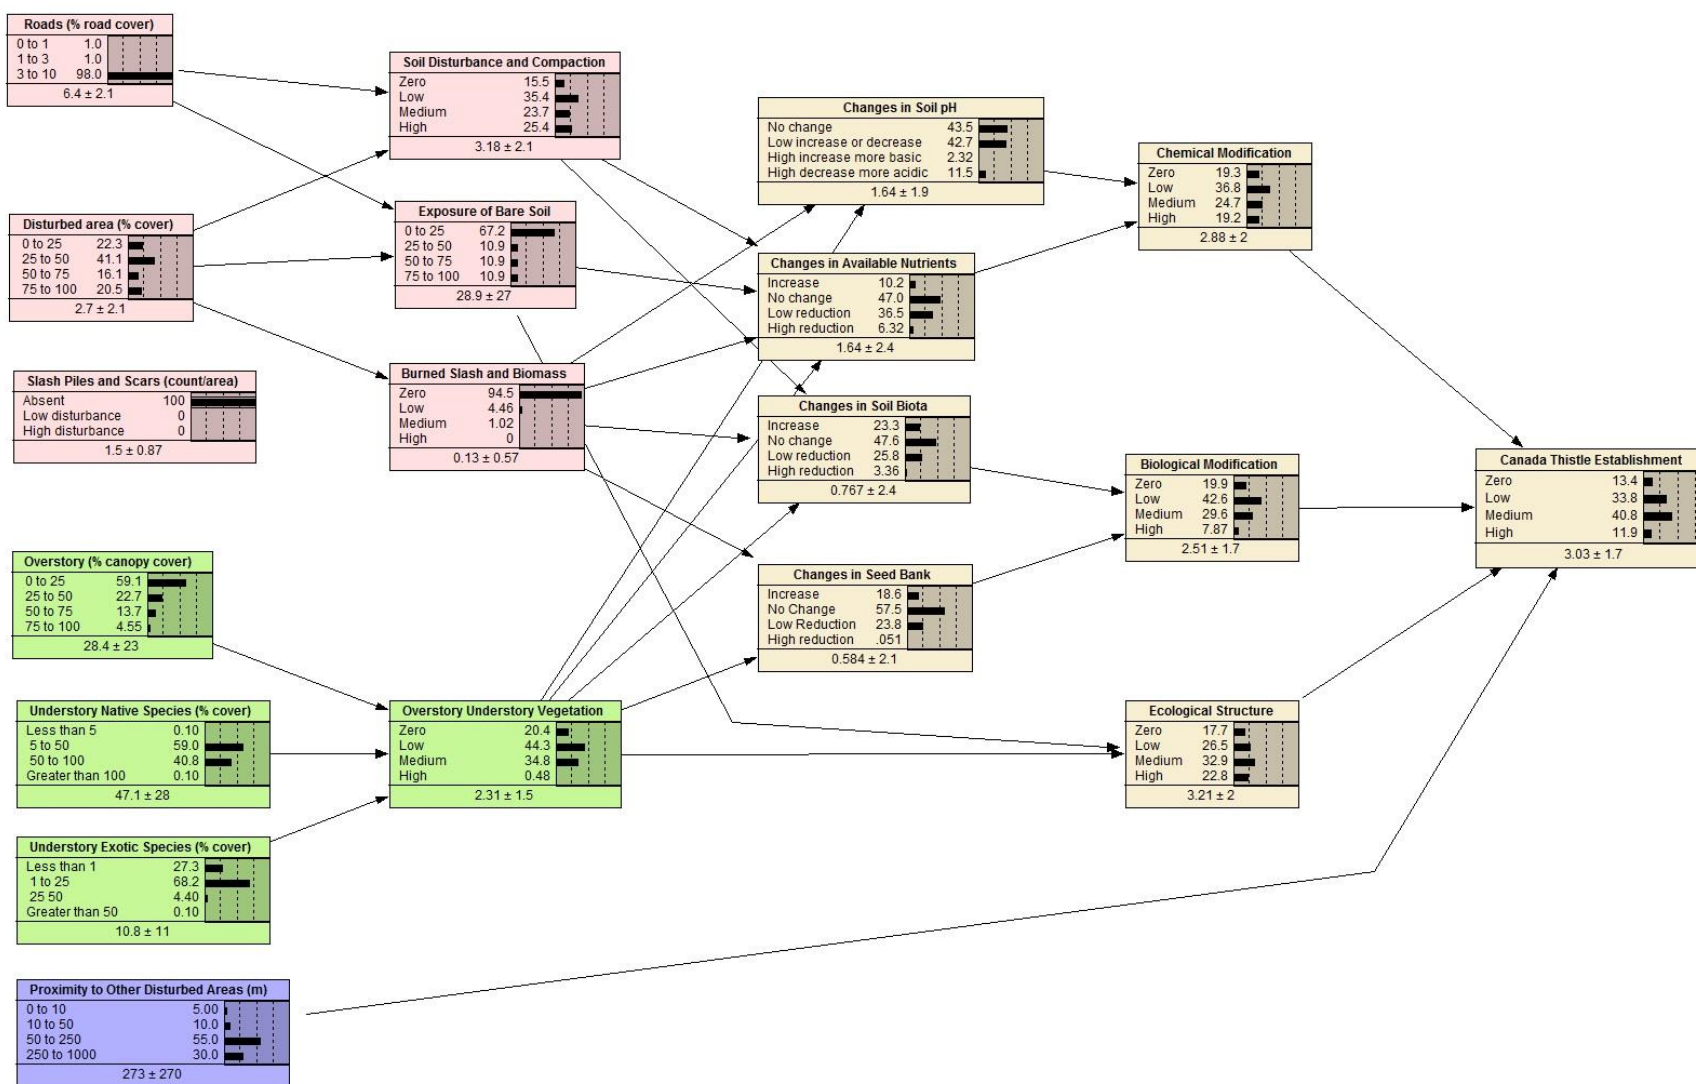 Roads (% road cover)
0 to 1 1.0
1 to 3 1.0
3 to 10 98.0
6.4 ± 2.1
Disturbed area (% cover)
0 to 25 22.3
25 to 50 41.1
50 to 75 16.1
75 to 100 20.5
2.7 ± 2.1
Slash Piles and Scars (count/area)
Absent 100
Low disturbance 0
High disturbance 0
1.5 ± 0.87
Overstory (% canopy cover)
0 to 25 59.1
25 to 50 22.7
50 to 75 13.7
75 to 100 4.55
28.4 ± 23
Understory Native Species (% cover)
Less than 5 0.10
5 to 50 59.0
50 to 100 40.8
Greater than 100 0.10
47.1 ± 28
Understory Exotic Species (% cover)
Less than 1 27.3
1 to 25 68.2
25 50 4.40
Greater than 50 0.10
10.8 ± 11
Proximity to Other Disturbed Areas (m)
0 to 10 5.00
10 to 50 10.0
50 to 250 55.0
250 to 1000 30.0
273 ± 270
Soil Disturbance and Compaction
Zero 15.5
Low 35.4
Medium 23.7
High 25.4
3.18 ± 2.1
Exposure of Bare Soil
0 to 25 67.2
25 to 50 10.9
50 to 75 10.9
75 to 100 10.9
28.9 ± 27
Burned Slash and Biomass
Zero 94.5
Low 4.46
Medium 1.02
High 0
0.13 ± 0.57
Overstory Understory Vegetation
Zero 20.4
Low 44.3
Medium 34.8
High 0.48
2.31 ± 1.5
Changes in Soil pH
No change 43.5
Low increase or decrease 42.7
High increase more basic 2.32
High decrease more acidic 11.5
1.64 ± 1.9
Changes in Available Nutrients
Increase 10.2
No change 47.0
Low reduction 36.5
High reduction 6.32
1.64 ± 2.4
Changes in Soil Biota
Increase 23.3
No change 47.6
Low reduction 25.8
High reduction 3.36
0.767 ± 2.4
Changes in Seed Bank
Increase 18.6
No Change 57.5
Low Reduction 23.8
High reduction .051
0.584 ± 2.1
Chemical Modification
Zero 19.3
Low 36.8
Medium 24.7
High 19.2
2.88 ± 2
Biological Modification
Zero 19.9
Low 42.6
Medium 29.6
High 7.87
2.51 ± 1.7
Ecological Structure
Zero 17.7
Low 26.5
Medium 32.9
High 22.8
3.21 ± 2
Canada Thistle Establishment
Zero 13.4
Low 33.8
Medium 40.8
High 11.9
3.03 ± 1.7